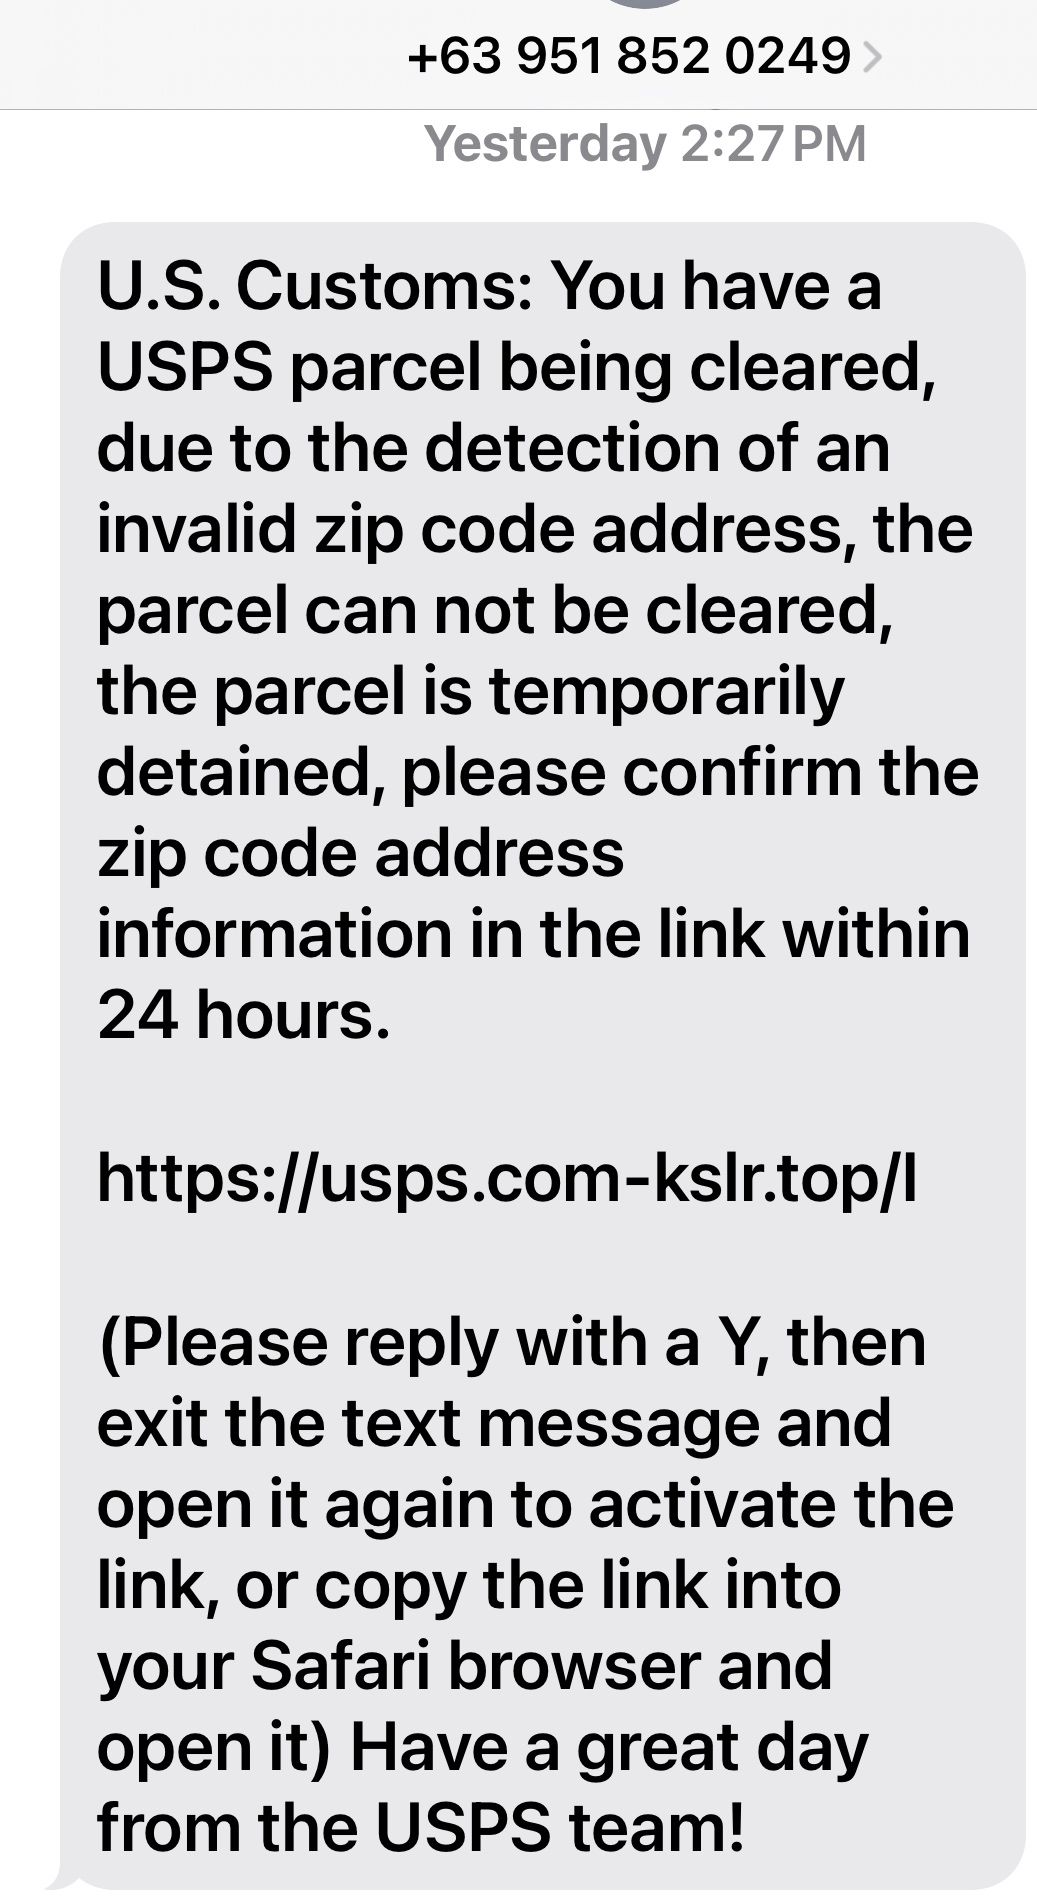 +63 951 852 0249
Yesterday 2:27 PM
U.S. Customs: You have a
USPS parcel being cleared,
due to the detection of an
invalid zip code address, the
parcel can not be cleared,
the parcel is temporarily
detained, please confirm the
zip code address
information in the link within
24 hours.
https://usps.com-kslr.top/l
(Please reply with a Y, then
exit the text message and
open it again to activate the
link, or copy the link into
your Safari browser and
open it) Have a great day
from the USPS team!